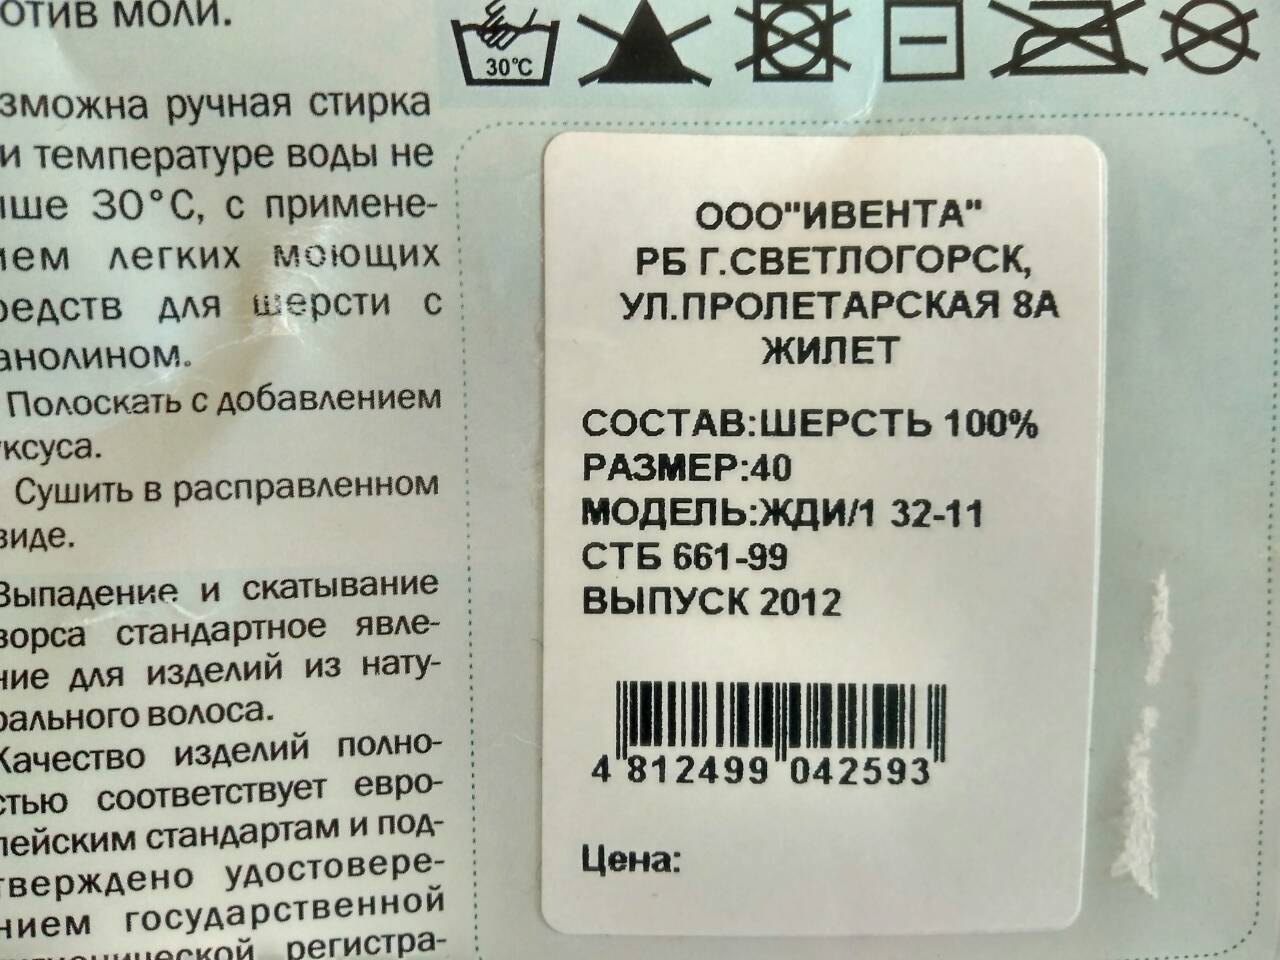 отив моли.
зможна ручная стирка
и температуре воды не
ше 30°С, с примене-
ем легких моющих
редств для шерсти с
анолином.
Полоскать с добавлением
уксуса.
Сушить в расправленном
виде.
Выпадение и скатывание
ворса стандартное явле-
ние для изделий из нату-
рального волоса.
Качество изделий полно-
стью соответствует евро-
пейским стандартам и под-
тверждено удостовере-
нием государственной
регистра-
30°C
ООО"ИВЕНТА"
РБ Г.СВЕТЛОГОРСК,
УЛ.ПРОЛЕТАРСКАЯ 8А
ЖИЛЕТ
СОСТАВ:ШЕРСТЬ 100%
РАЗМЕР:40
МОДЕЛЬ:ЖДИ/1 32-11
СТБ 661-99
ВЫПУСК 2012
4 812499 042593
Цена: